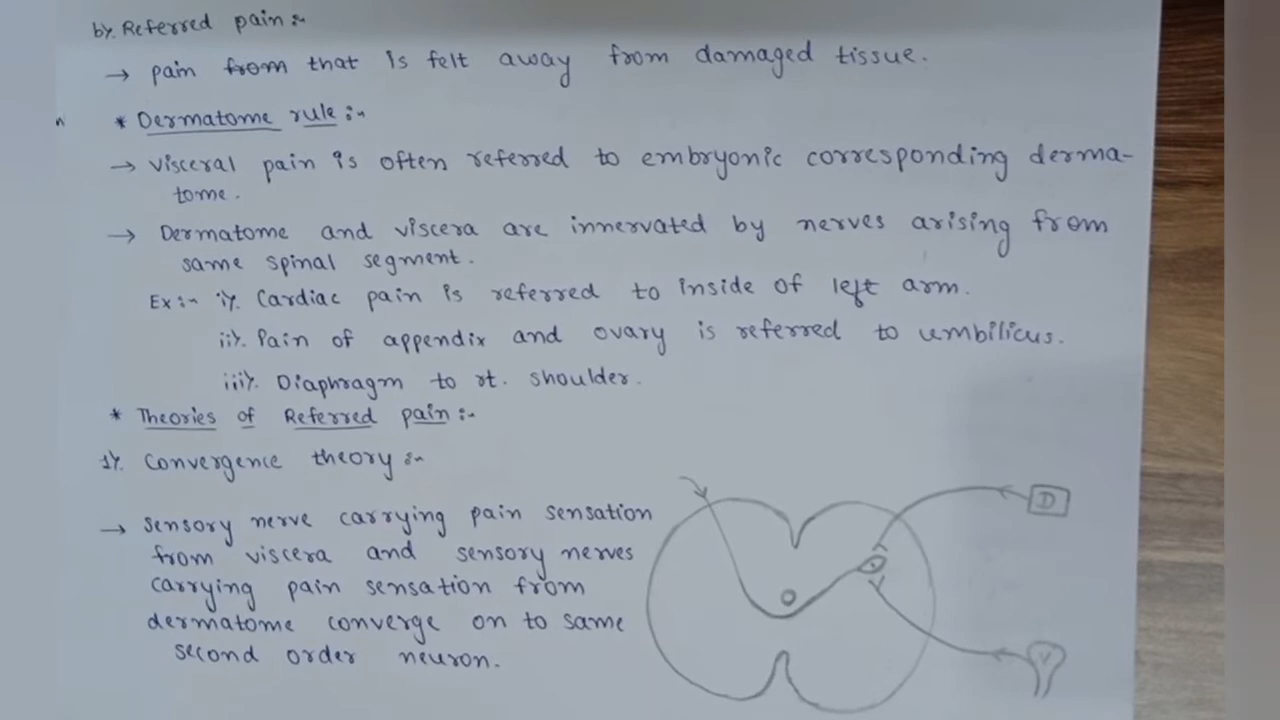 b). Referred pain :-
→ pain from that is felt away from damaged tissue.
* Dermatome rule :-
→ visceral pain is often referred to embryonic corresponding derma-
tome.
→ Dermatome and viscera are innervated by nerves arising from
same spinal segment.
Ex :- i). Cardiac pain is referred to inside of left arm.
ii). Pain of appendix and ovary is referred to umbilicus.
iii). Diaphragm to rt. shoulder.
* Theories of Referred pain :-
1). Convergence theory :-
→ sensory nerve carrying pain sensation
from viscera and sensory nerves
carrying pain sensation from
dermatome converge on to same
second order neuron.
D
V